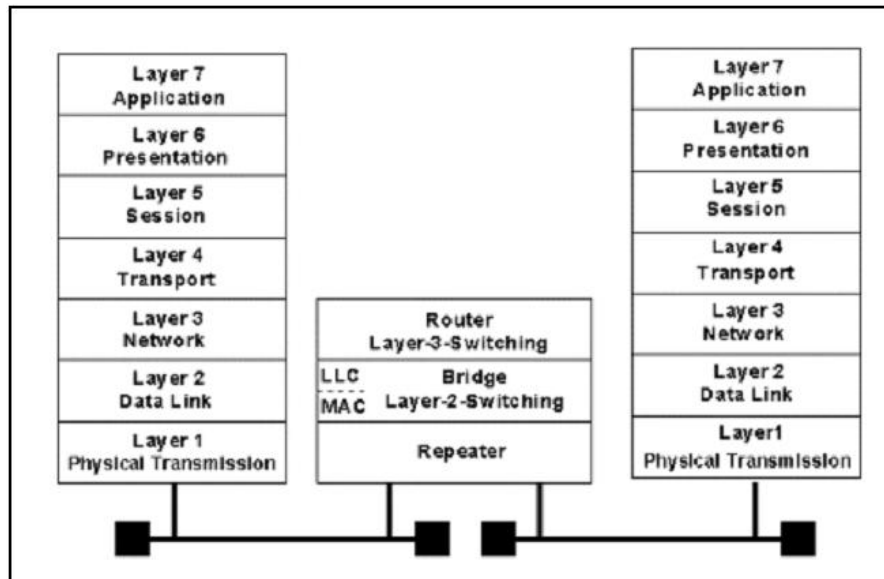 Layer 7
Application
Layer 6
Presentation
Layer 5
Session
Layer 4
Transport
Layer 3
Network
Layer 2
Data Link
Layer 1
Physical Transmission
Router
Layer-3-Switching
LLC
Bridge
MAC
Layer-2-Switching
Repeater
Layer 7
Application
Layer 6
Presentation
Layer 5
Session
Layer 4
Transport
Layer 3
Network
Layer 2
Data Link
Layer1
Physical Transmission